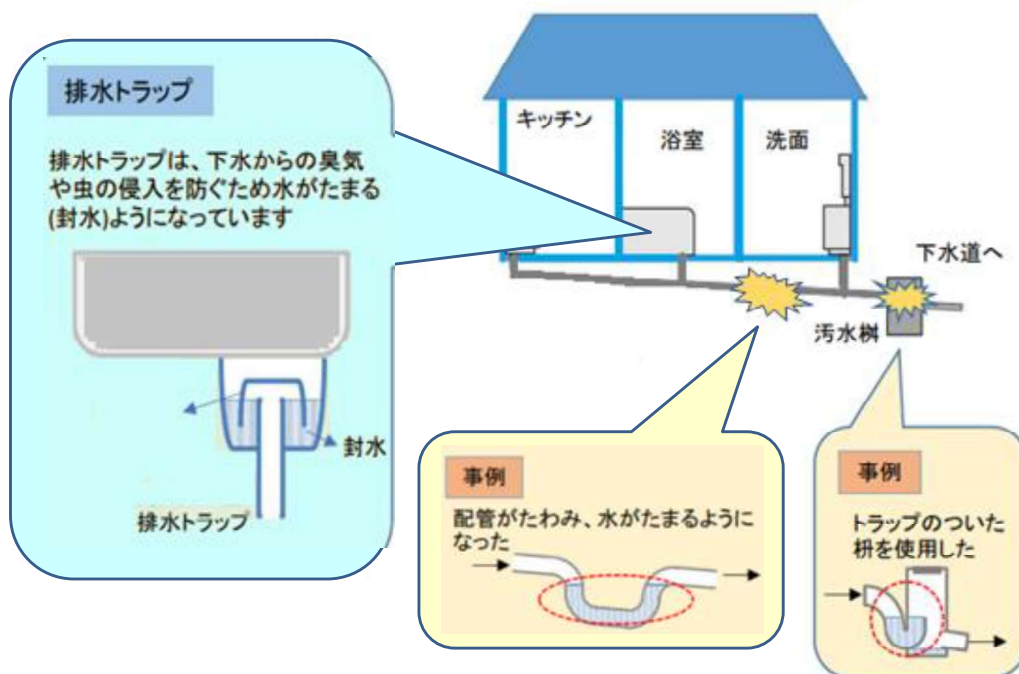 排水トラップ
排水トラップは、下水からの臭気
や虫の侵入を防ぐため水がたまる
(封水)ようになっています
封水
排水トラップ
キッチン
浴室
洗面
下水道へ
汚水桝
事例
配管がたわみ、水がたまるように
なった
事例
トラップのついた
枡を使用した